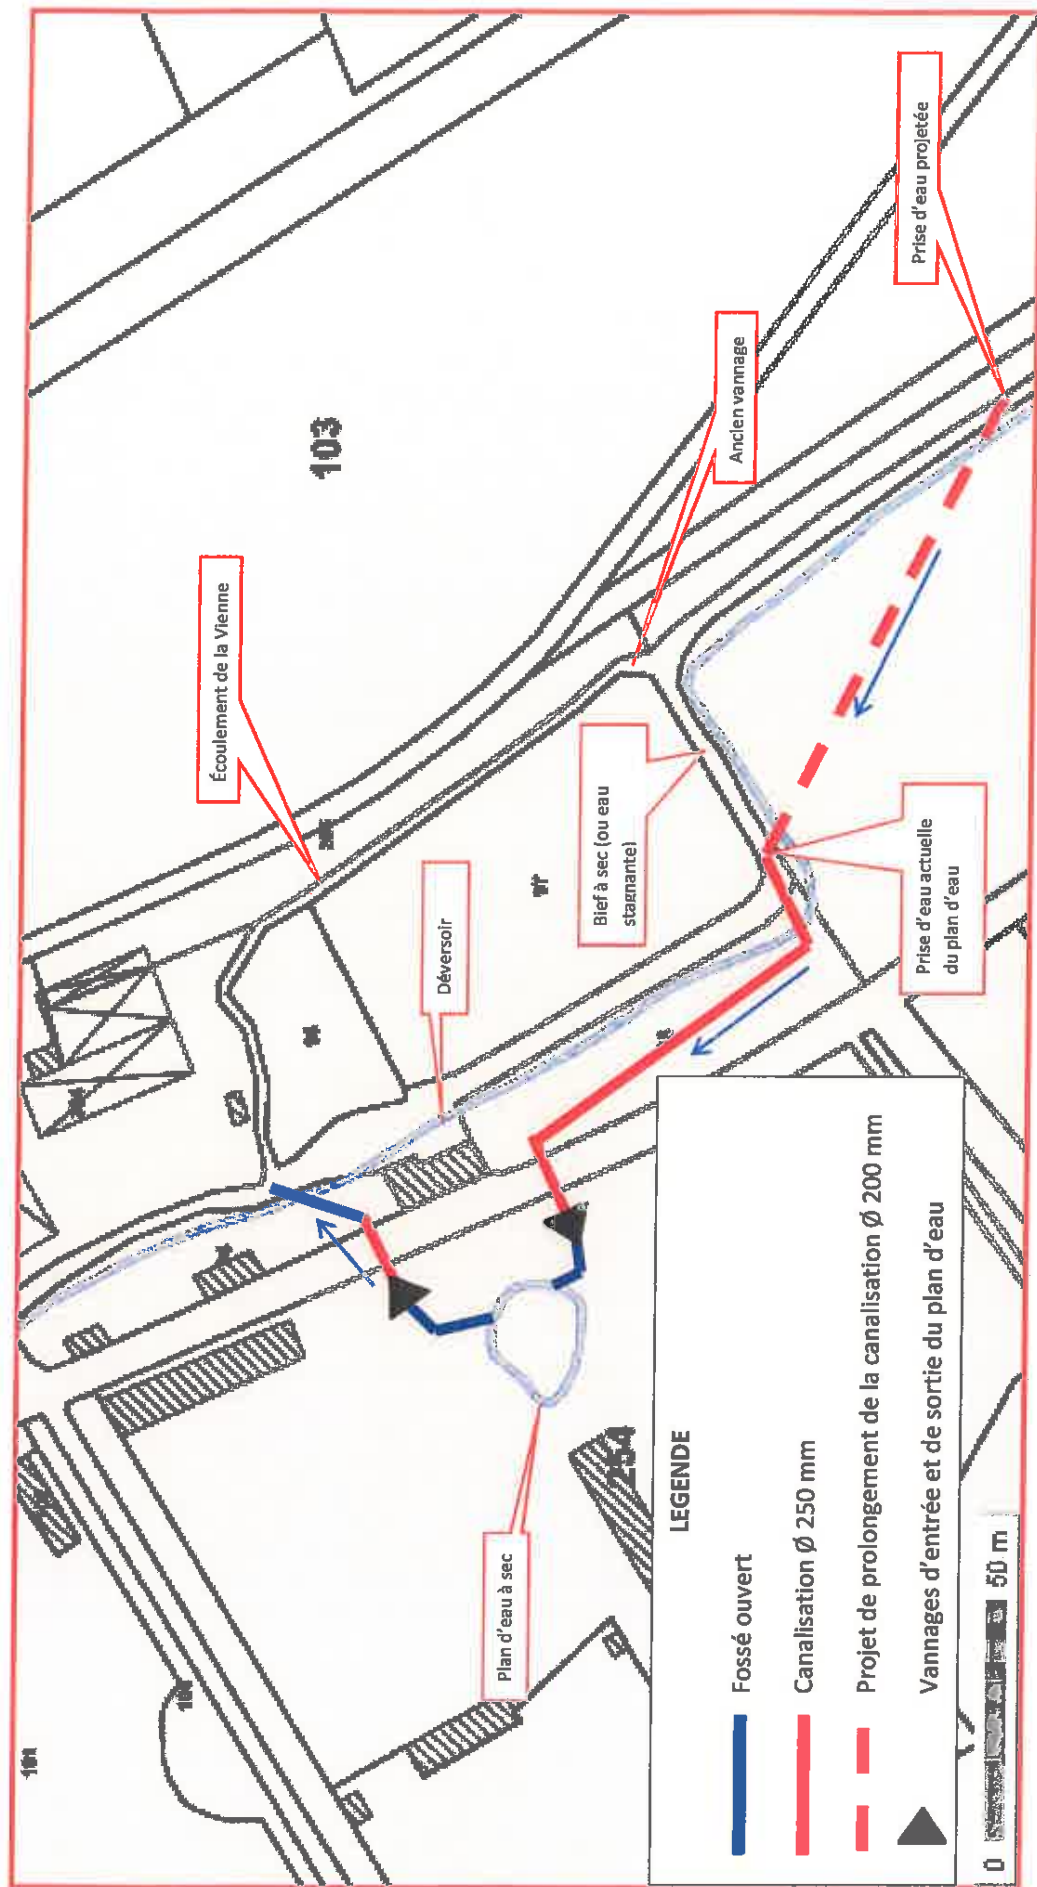 Prise d'eau projetée
Ancien vannage
103
Écoulement de la Vienne
Bief à sec (ou eau
stagnante)
Prise d'eau actuelle
du plan d'eau
Déversoir
Plan d'eau à sec
254
101
LEGENDE
Fossé ouvert
Canalisation Ø 250 mm
Projet de prolongement de la canalisation Ø 200 mm
Vannages d'entrée et de sortie du plan d'eau
0 50 m